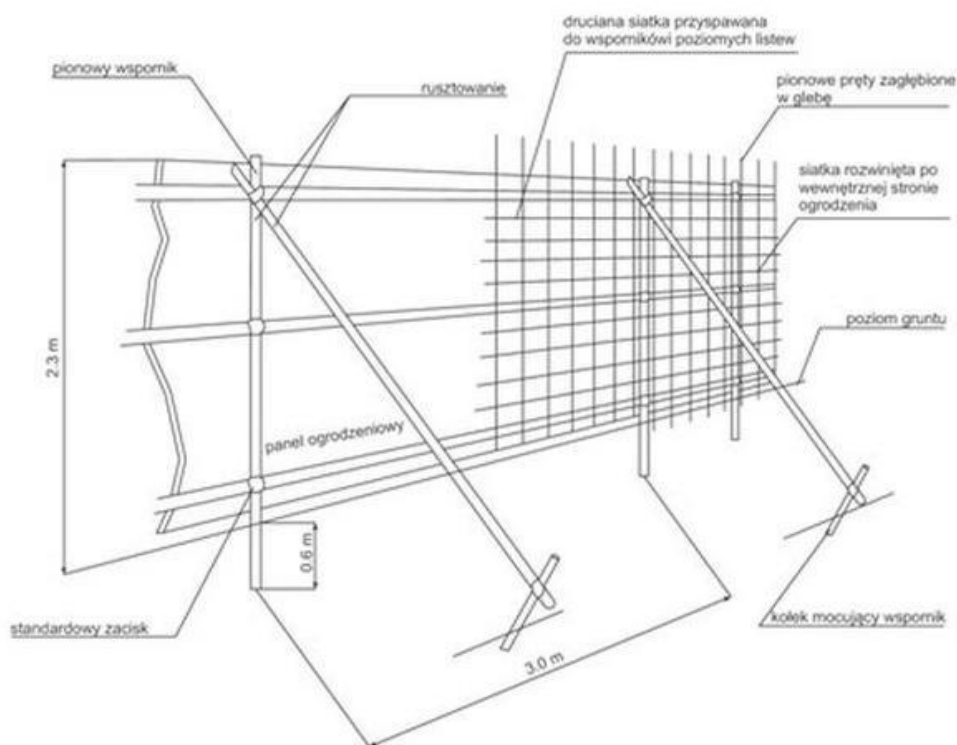 druciana siatka przyspawana
do wspornikówi poziomych listew
pionowy wspornik
rusztowanie
pionowe pręty zagłębione
w glebę
siatka rozwinięta po
wewnętrznej stronie
ogrodzenia
poziom gruntu
2.3 m
panel ogrodzeniowy
0.6 m
standardowy zacisk
kołek mocujący wspornik
3.0 m